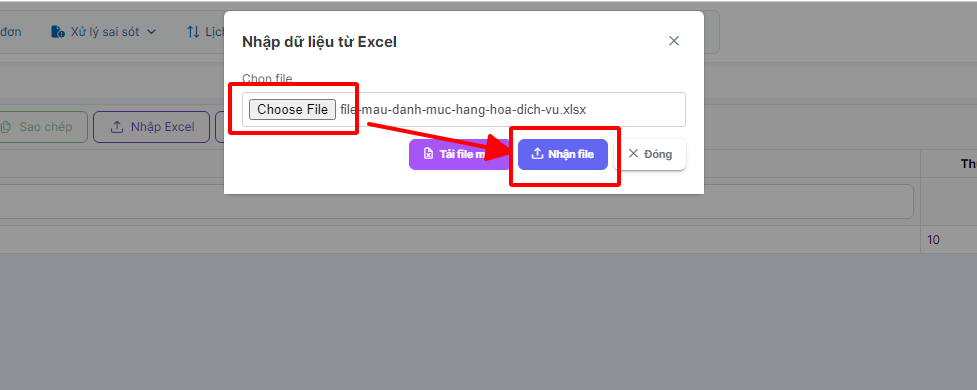 đơn Xử lý sai sót Lịch
Nhập dữ liệu từ Excel
Chọn file
Choose File file-mau-danh-muc-hang-hoa-dich-vu.xlsx
Sao chép Nhập Excel
Tải file Nhận file Đóng
10